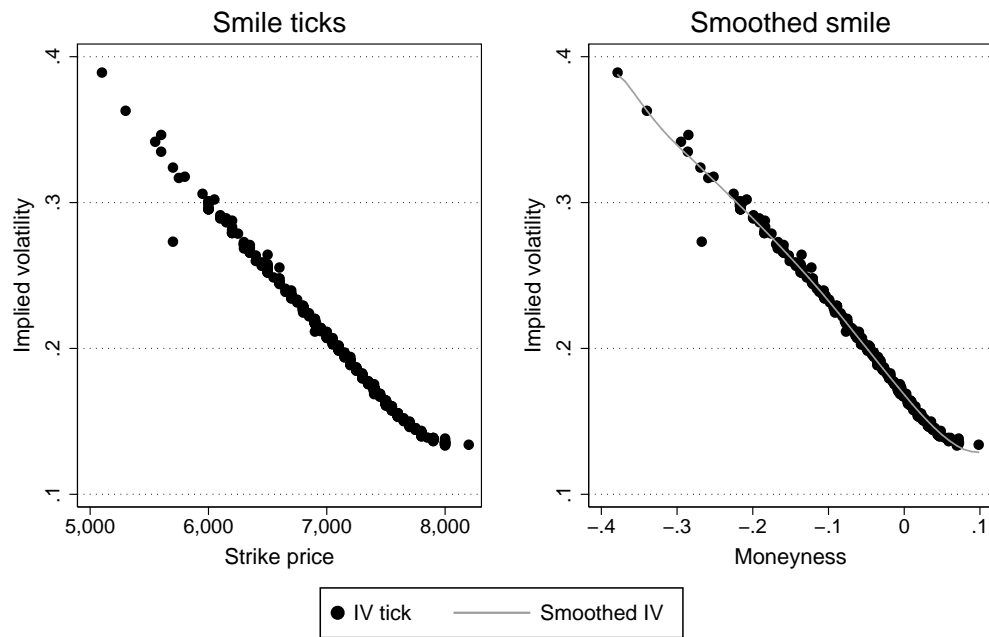 Smile ticks
Implied volatility
.4
.3
.2
.1
5,000 6,000 7,000 8,000
Strike price
Smoothed smile
Implied volatility
.4
.3
.2
.1
−.4 −.3 −.2 −.1 0 .1
Moneyness
IV tick Smoothed IV